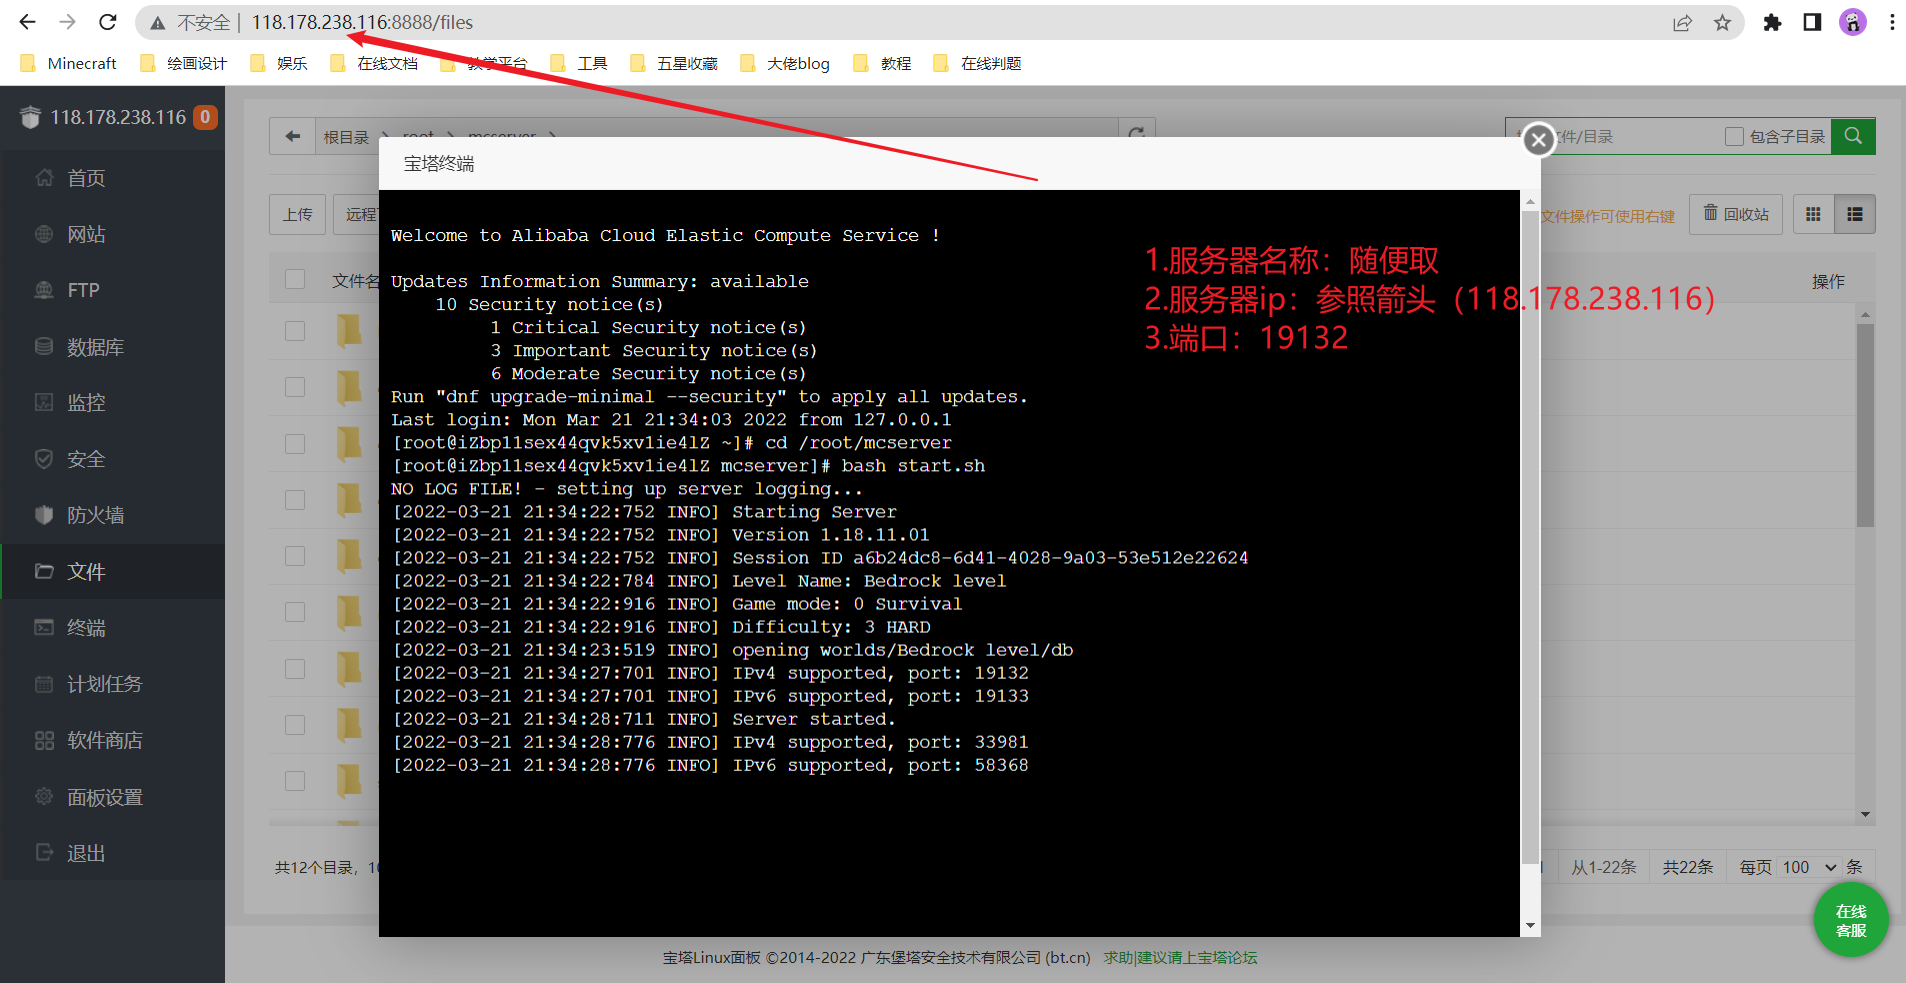 不安全 | 118.178.238.116:8888/files
Minecraft 绘画设计 娱乐 在线文档 教学平台 工具 五星收藏 大佬blog 教程 在线判题
118.178.238.116 0
首页
网站
FTP
数据库
监控
安全
防火墙
文件
终端
计划任务
软件商店
面板设置
退出
根目录 root mcserver
文件/目录 包含子目录
上传 远程
文件操作可使用右键 回收站
文件名 操作
宝塔终端
Welcome to Alibaba Cloud Elastic Compute Service !
Updates Information Summary: available
10 Security notice(s)
1 Critical Security notice(s)
3 Important Security notice(s)
6 Moderate Security notice(s)
Run "dnf upgrade-minimal --security" to apply all updates.
Last login: Mon Mar 21 21:34:03 2022 from 127.0.0.1
[root@iZbp11sex44qvk5xv1ie4lZ ~]# cd /root/mcserver
[root@iZbp11sex44qvk5xv1ie4lZ mcserver]# bash start.sh
NO LOG FILE! - setting up server logging...
[2022-03-21 21:34:22:752 INFO] Starting Server
[2022-03-21 21:34:22:752 INFO] Version 1.18.11.01
[2022-03-21 21:34:22:752 INFO] Session ID a6b24dc8-6d41-4028-9a03-53e512e22624
[2022-03-21 21:34:22:784 INFO] Level Name: Bedrock level
[2022-03-21 21:34:22:916 INFO] Game mode: 0 Survival
[2022-03-21 21:34:22:916 INFO] Difficulty: 3 HARD
[2022-03-21 21:34:23:519 INFO] opening worlds/Bedrock level/db
[2022-03-21 21:34:27:701 INFO] IPv4 supported, port: 19132
[2022-03-21 21:34:27:701 INFO] IPv6 supported, port: 19133
[2022-03-21 21:34:28:711 INFO] Server started.
[2022-03-21 21:34:28:776 INFO] IPv4 supported, port: 33981
[2022-03-21 21:34:28:776 INFO] IPv6 supported, port: 58368
1.服务器名称：随便取
2.服务器ip：参照箭头（118.178.238.116）
3.端口：19132
共12个目录，
从1-22条 共22条 每页 100 条
在线
客服
宝塔Linux面板 ©2014-2022 广东堡塔安全技术有限公司 (bt.cn) 求助|建议请上宝塔论坛